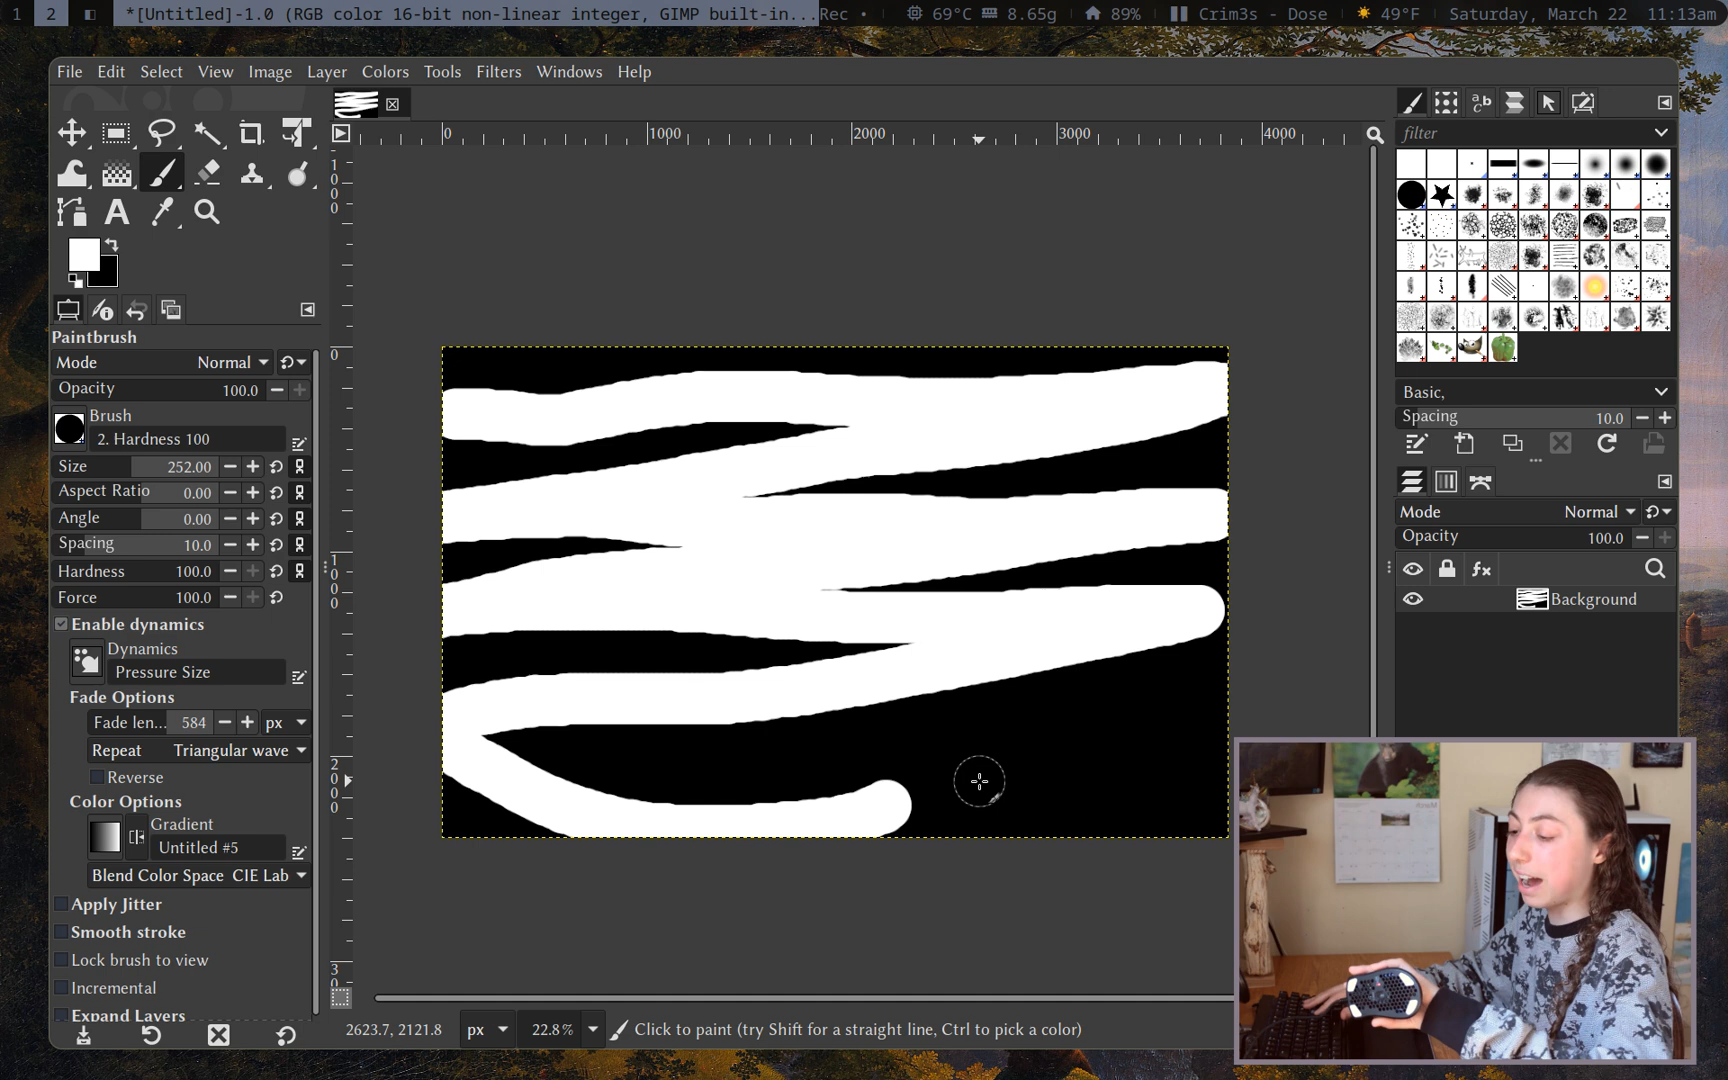 1 2 *[Untitled]-1.0 (RGB color 16-bit non-linear integer, GIMP built-in... Rec • 69°C 8.65g 89% Crim3s - Dose 49°F Saturday, March 22 11:13am
File Edit Select View Image Layer Colors Tools Filters Windows Help
0 1000 2000 3000 4000
filter
1000
0
1000
2000
30
Paintbrush
Mode Normal
Opacity 100.0
Brush
2. Hardness 100
Size 252.00
Aspect Ratio 0.00
Angle 0.00
Spacing 10.0
Hardness 100.0
Force 100.0
Enable dynamics
Dynamics
Pressure Size
Fade Options
Fade len... 584 px
Repeat Triangular wave
Reverse
Color Options
Gradient
Untitled #5
Blend Color Space CIE Lab
Apply Jitter
Smooth stroke
Lock brush to view
Incremental
Expand Layers
2623.7, 2121.8 px 22.8% Click to paint (try Shift for a straight line, Ctrl to pick a color)
Basic,
Spacing 10.0
Mode Normal
Opacity 100.0
fx
Background